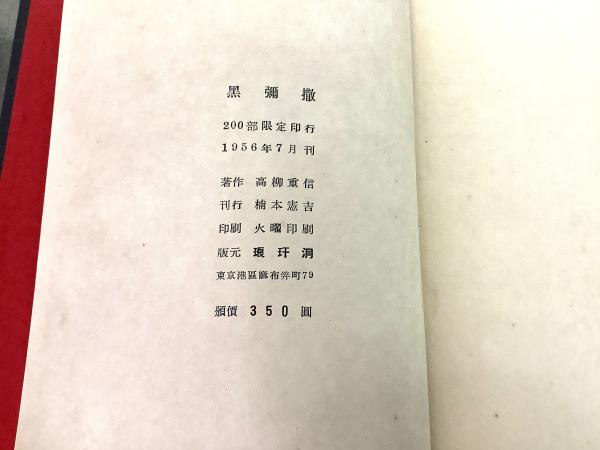 黑彌撒
200部限定印行
1956年7月刊
著作 高柳重信
刊行 楠本憲吉
印刷 火曜印刷
版元 琅玕洞
東京港區麻布笄町79
頒價 350圓